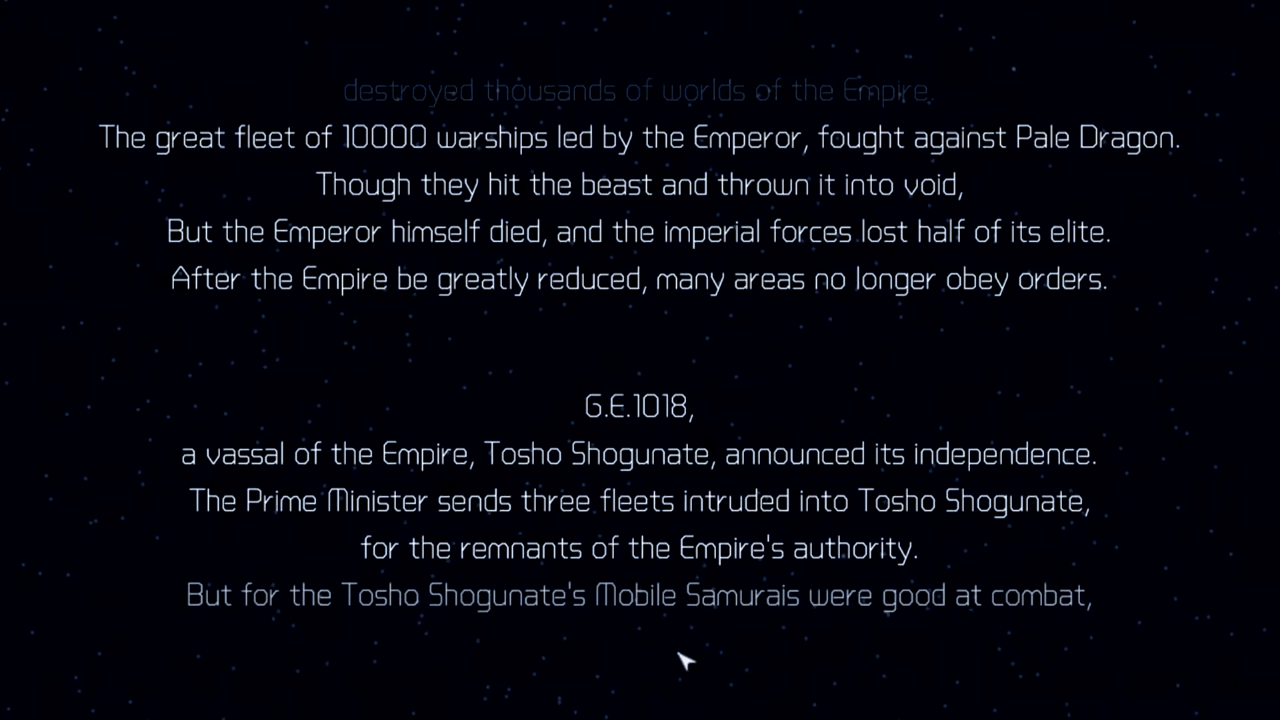 destroyed thousands of worlds of the Empire.
The great fleet of 10000 warships led by the Emperor, fought against Pale Dragon.
Though they hit the beast and thrown it into void,
But the Emperor himself died, and the imperial forces lost half of its elite.
After the Empire be greatly reduced, many areas no longer obey orders.
G.E.1018,
a vassal of the Empire, Tosho Shogunate, announced its independence.
The Prime Minister sends three fleets intruded into Tosho Shogunate,
for the remnants of the Empire's authority.
But for the Tosho Shogunate's Mobile Samurais were good at combat,